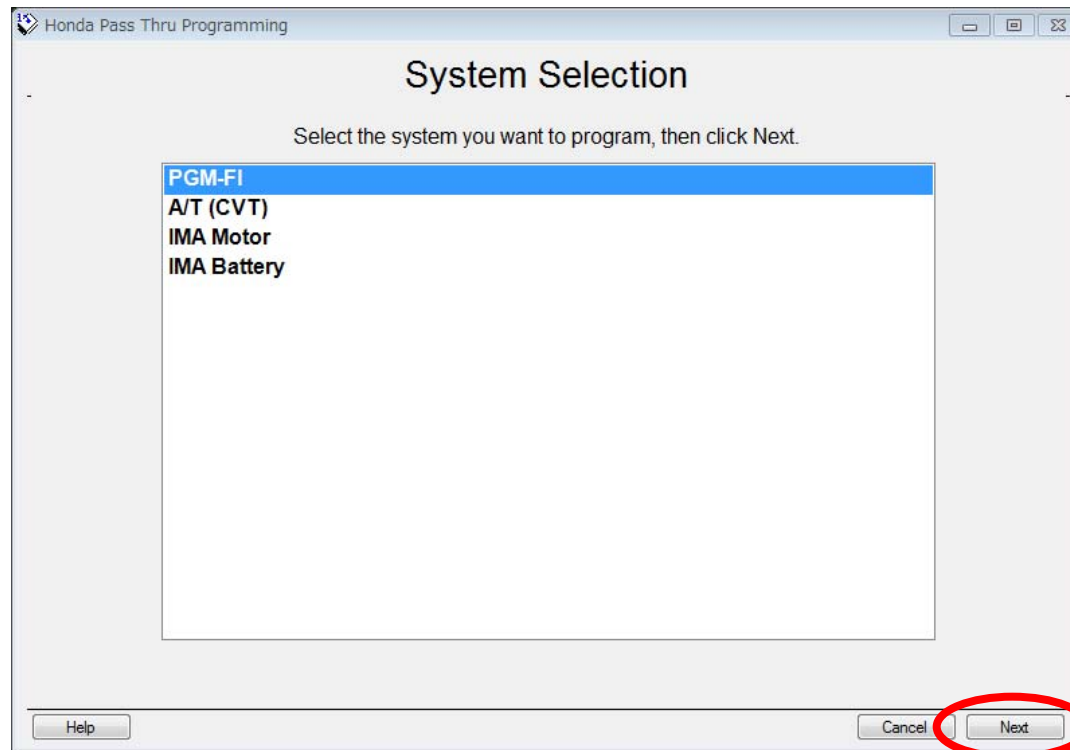 Honda Pass Thru Programming
System Selection
Select the system you want to program, then click Next.
PGM-FI
A/T (CVT)
IMA Motor
IMA Battery
Help
Cancel
Next